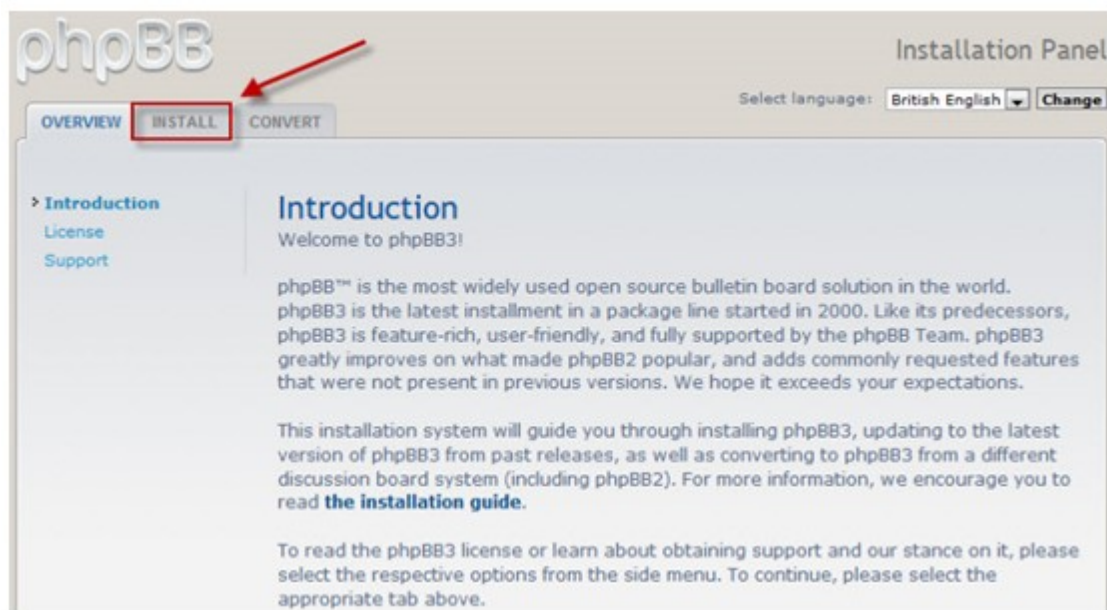 phpBB
Installation Panel
Select language: British English Change
OVERVIEW INSTALL CONVERT
Introduction
License
Support
Introduction
Welcome to phpBB3!
phpBB™ is the most widely used open source bulletin board solution in the world.
phpBB3 is the latest installment in a package line started in 2000. Like its predecessors,
phpBB3 is feature-rich, user-friendly, and fully supported by the phpBB Team. phpBB3
greatly improves on what made phpBB2 popular, and adds commonly requested features
that were not present in previous versions. We hope it exceeds your expectations.
This installation system will guide you through installing phpBB3, updating to the latest
version of phpBB3 from past releases, as well as converting to phpBB3 from a different
discussion board system (including phpBB2). For more information, we encourage you to
read the installation guide.
To read the phpBB3 license or learn about obtaining support and our stance on it, please
select the respective options from the side menu. To continue, please select the
appropriate tab above.